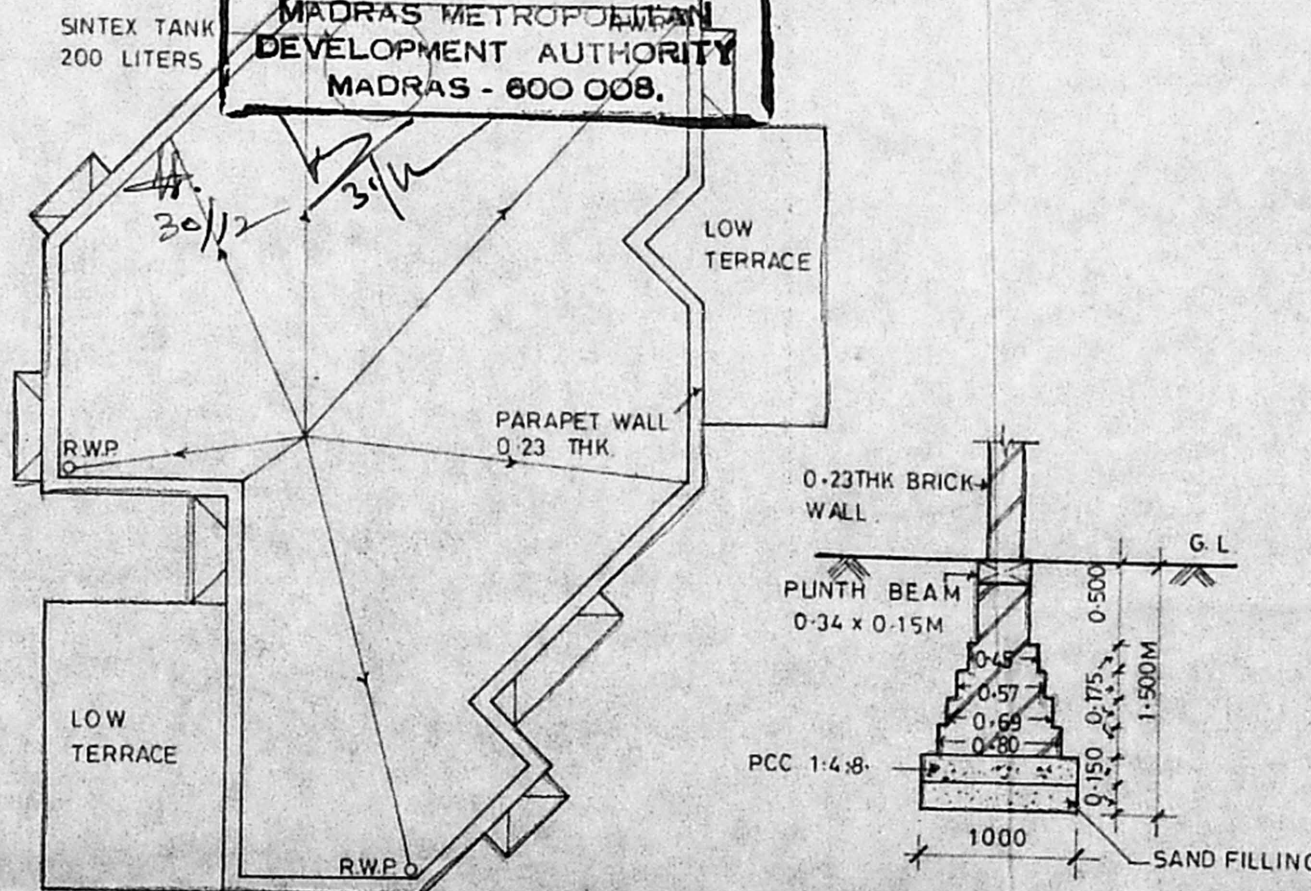 SINTEX TANK
200 LITERS
MADRAS METROPOLITAN
DEVELOPMENT AUTHORITY
MADRAS - 600 008.
30/12
LOW
TERRACE
PARAPET WALL
0.23 THK.
R.W.P.
LOW
TERRACE
R.W.P.
0.23THK BRICK
WALL
G.L.
PLINTH BEAM
0.34 x 0.15M
0.500
0.45
0.57
0.69
0.80
0.175
1.500M
PCC 1:4:8.
0.150
1000
SAND FILLING